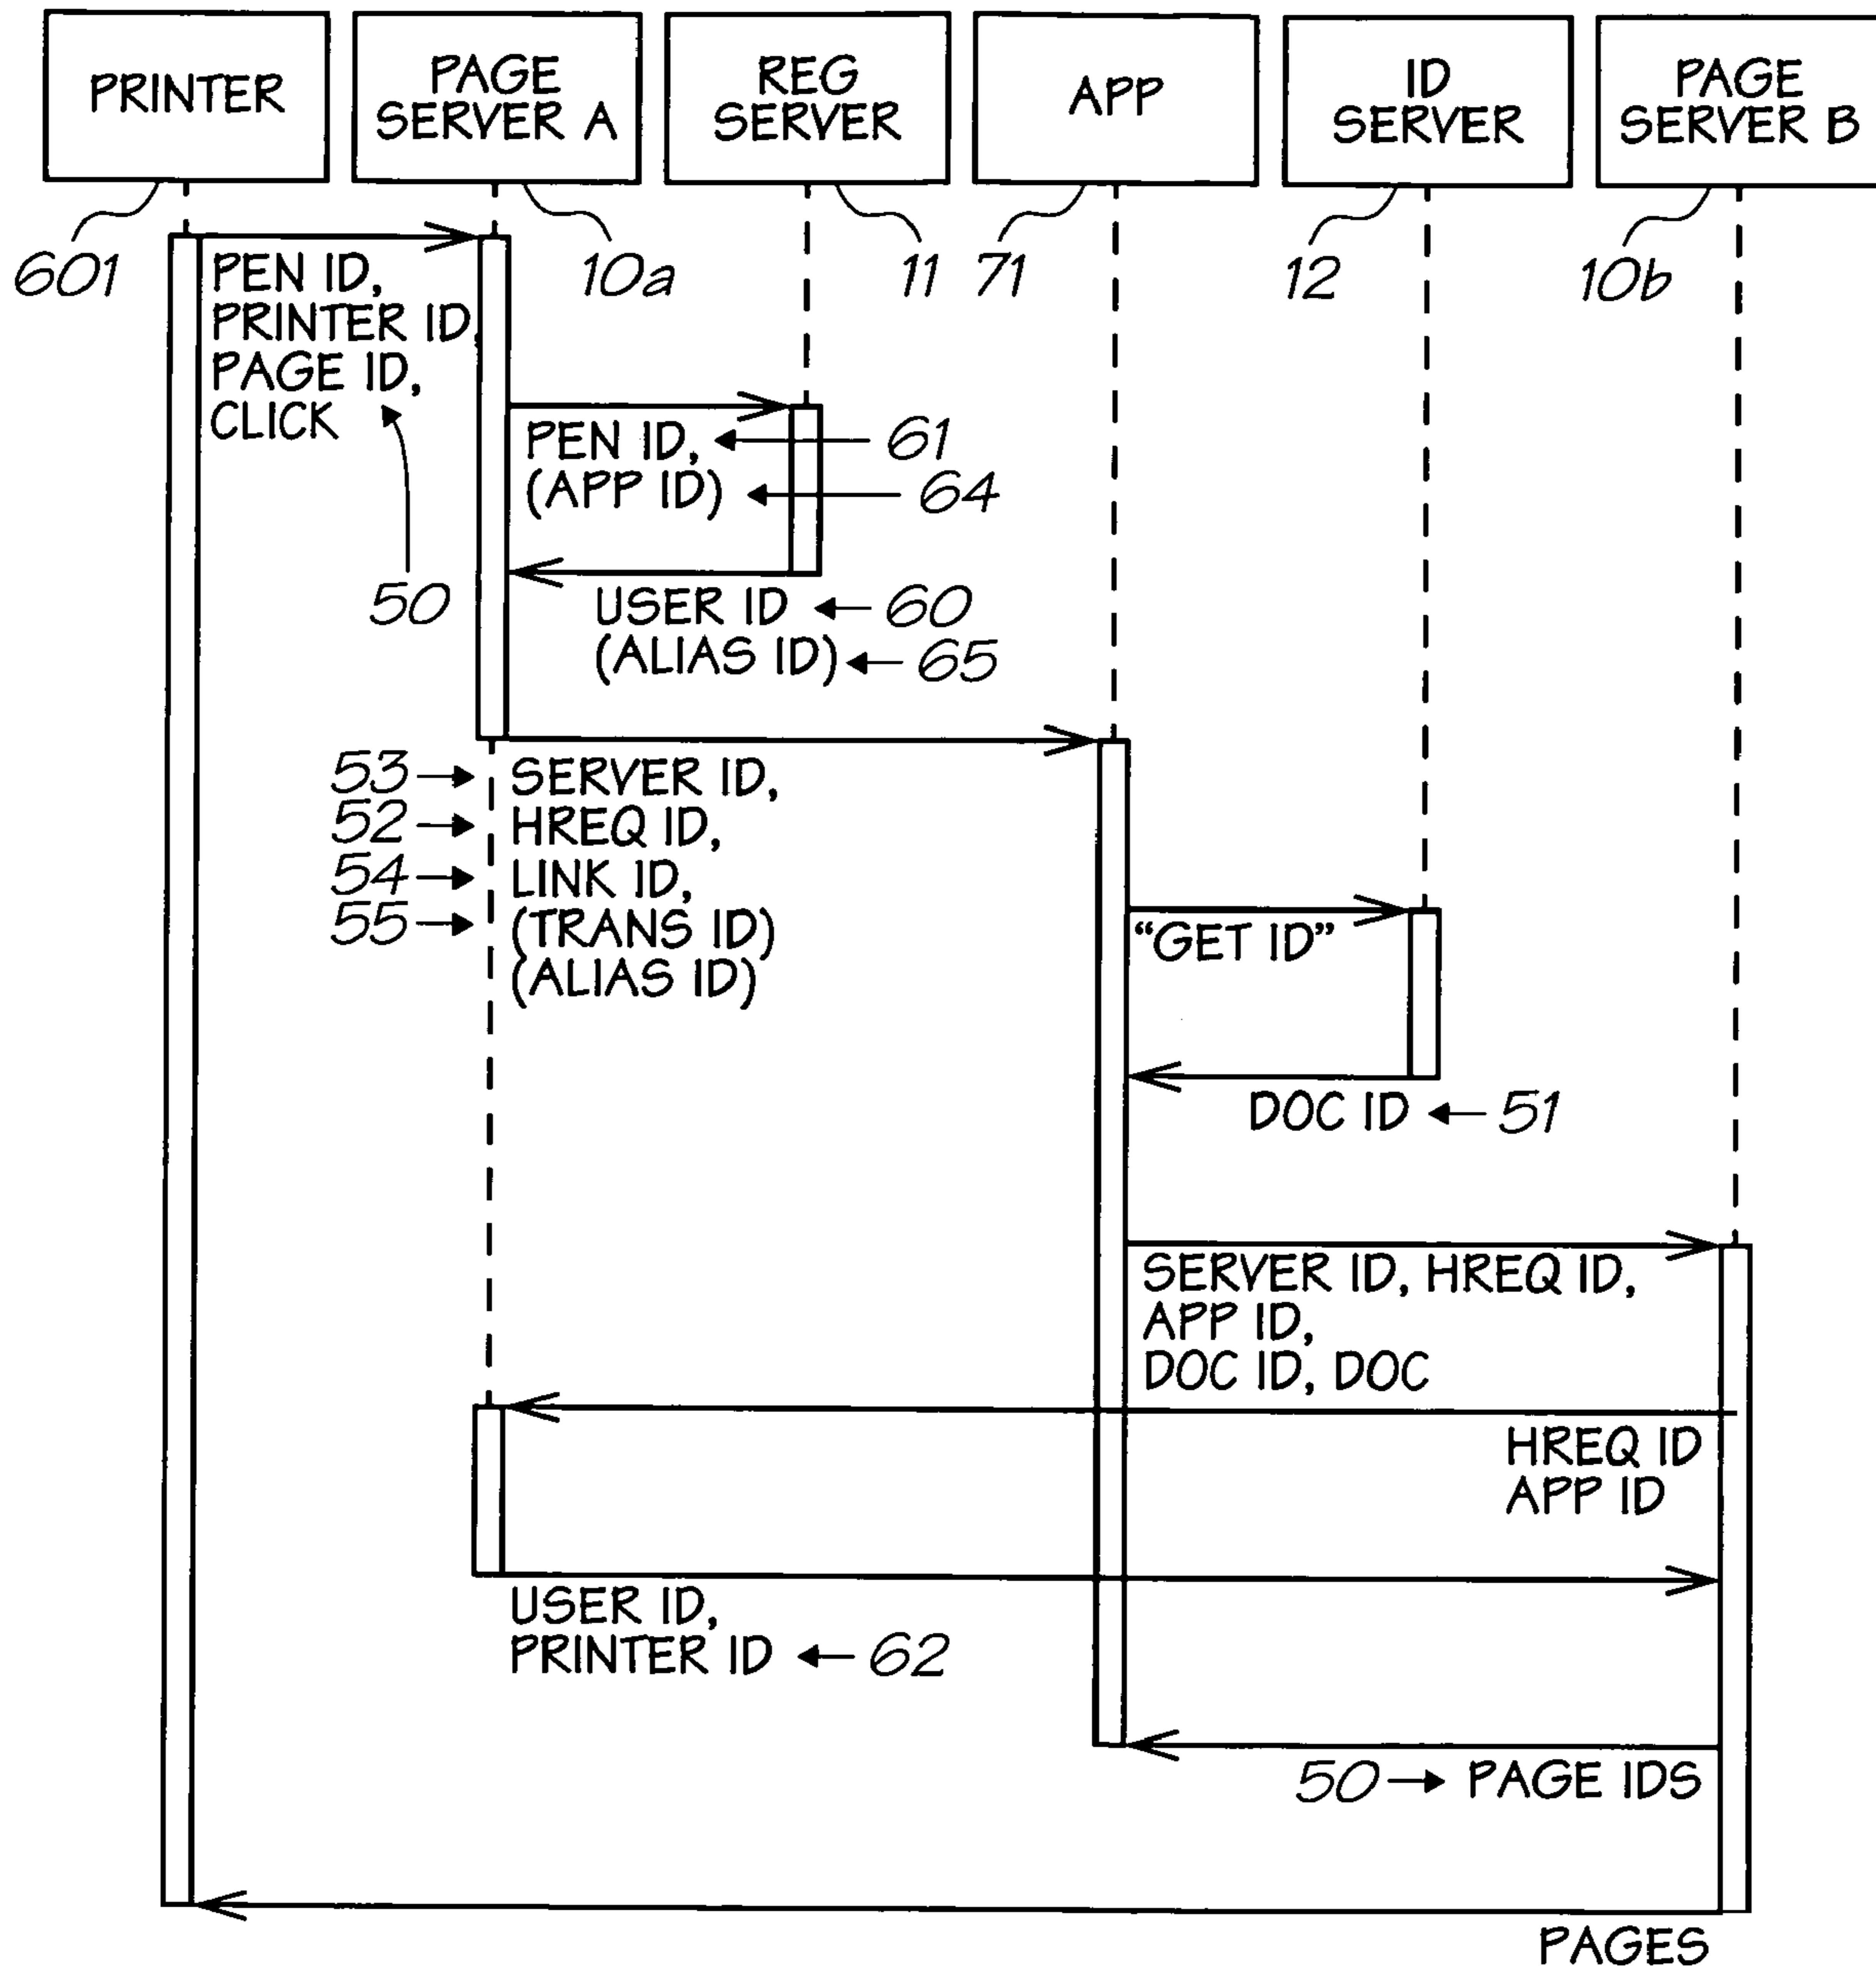 PRINTER
PAGE
SERVER A
REG
SERVER
APP
ID
SERVER
PAGE
SERVER B
601
10a
11
71
12
10b
PEN ID,
PRINTER ID
PAGE ID,
CLICK
50
PEN ID,
61
(APP ID)
64
USER ID
60
(ALIAS ID)
65
53
SERVER ID,
52
HREQ ID,
54
LINK ID,
55
(TRANS ID)
(ALIAS ID)
"GET ID"
DOC ID
51
SERVER ID, HREQ ID,
APP ID,
DOC ID, DOC
HREQ ID
APP ID
USER ID,
PRINTER ID
62
50
PAGE IDS
PAGES